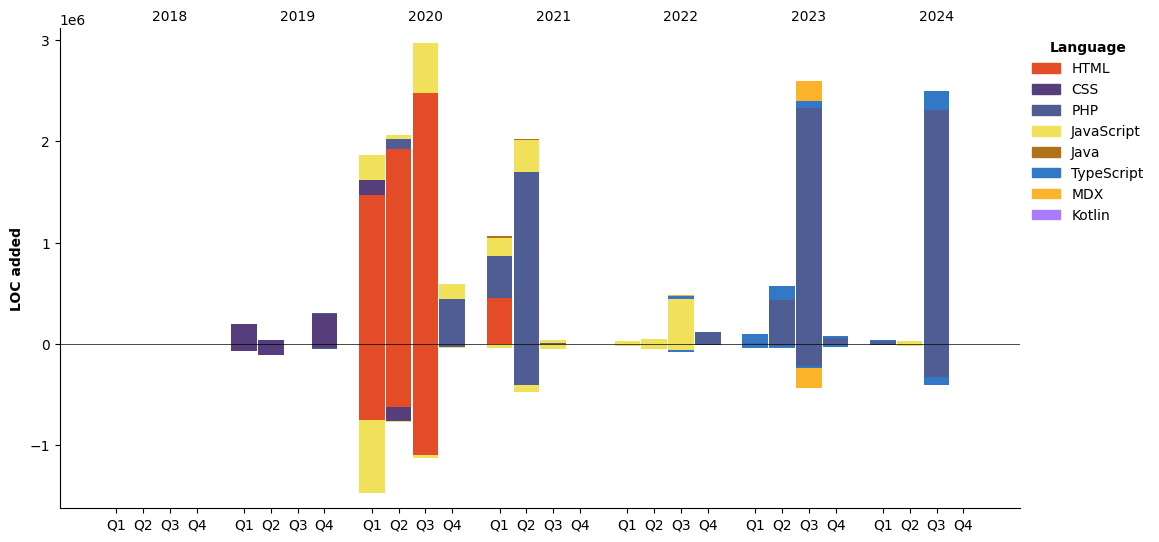 2018 2019 2020 2021 2022 2023 2024
1e6
3
2
1
0
−1
LOC added
Language
HTML
CSS
PHP
JavaScript
Java
TypeScript
MDX
Kotlin
Q1 Q2 Q3 Q4 Q1 Q2 Q3 Q4 Q1 Q2 Q3 Q4 Q1 Q2 Q3 Q4 Q1 Q2 Q3 Q4 Q1 Q2 Q3 Q4 Q1 Q2 Q3 Q4